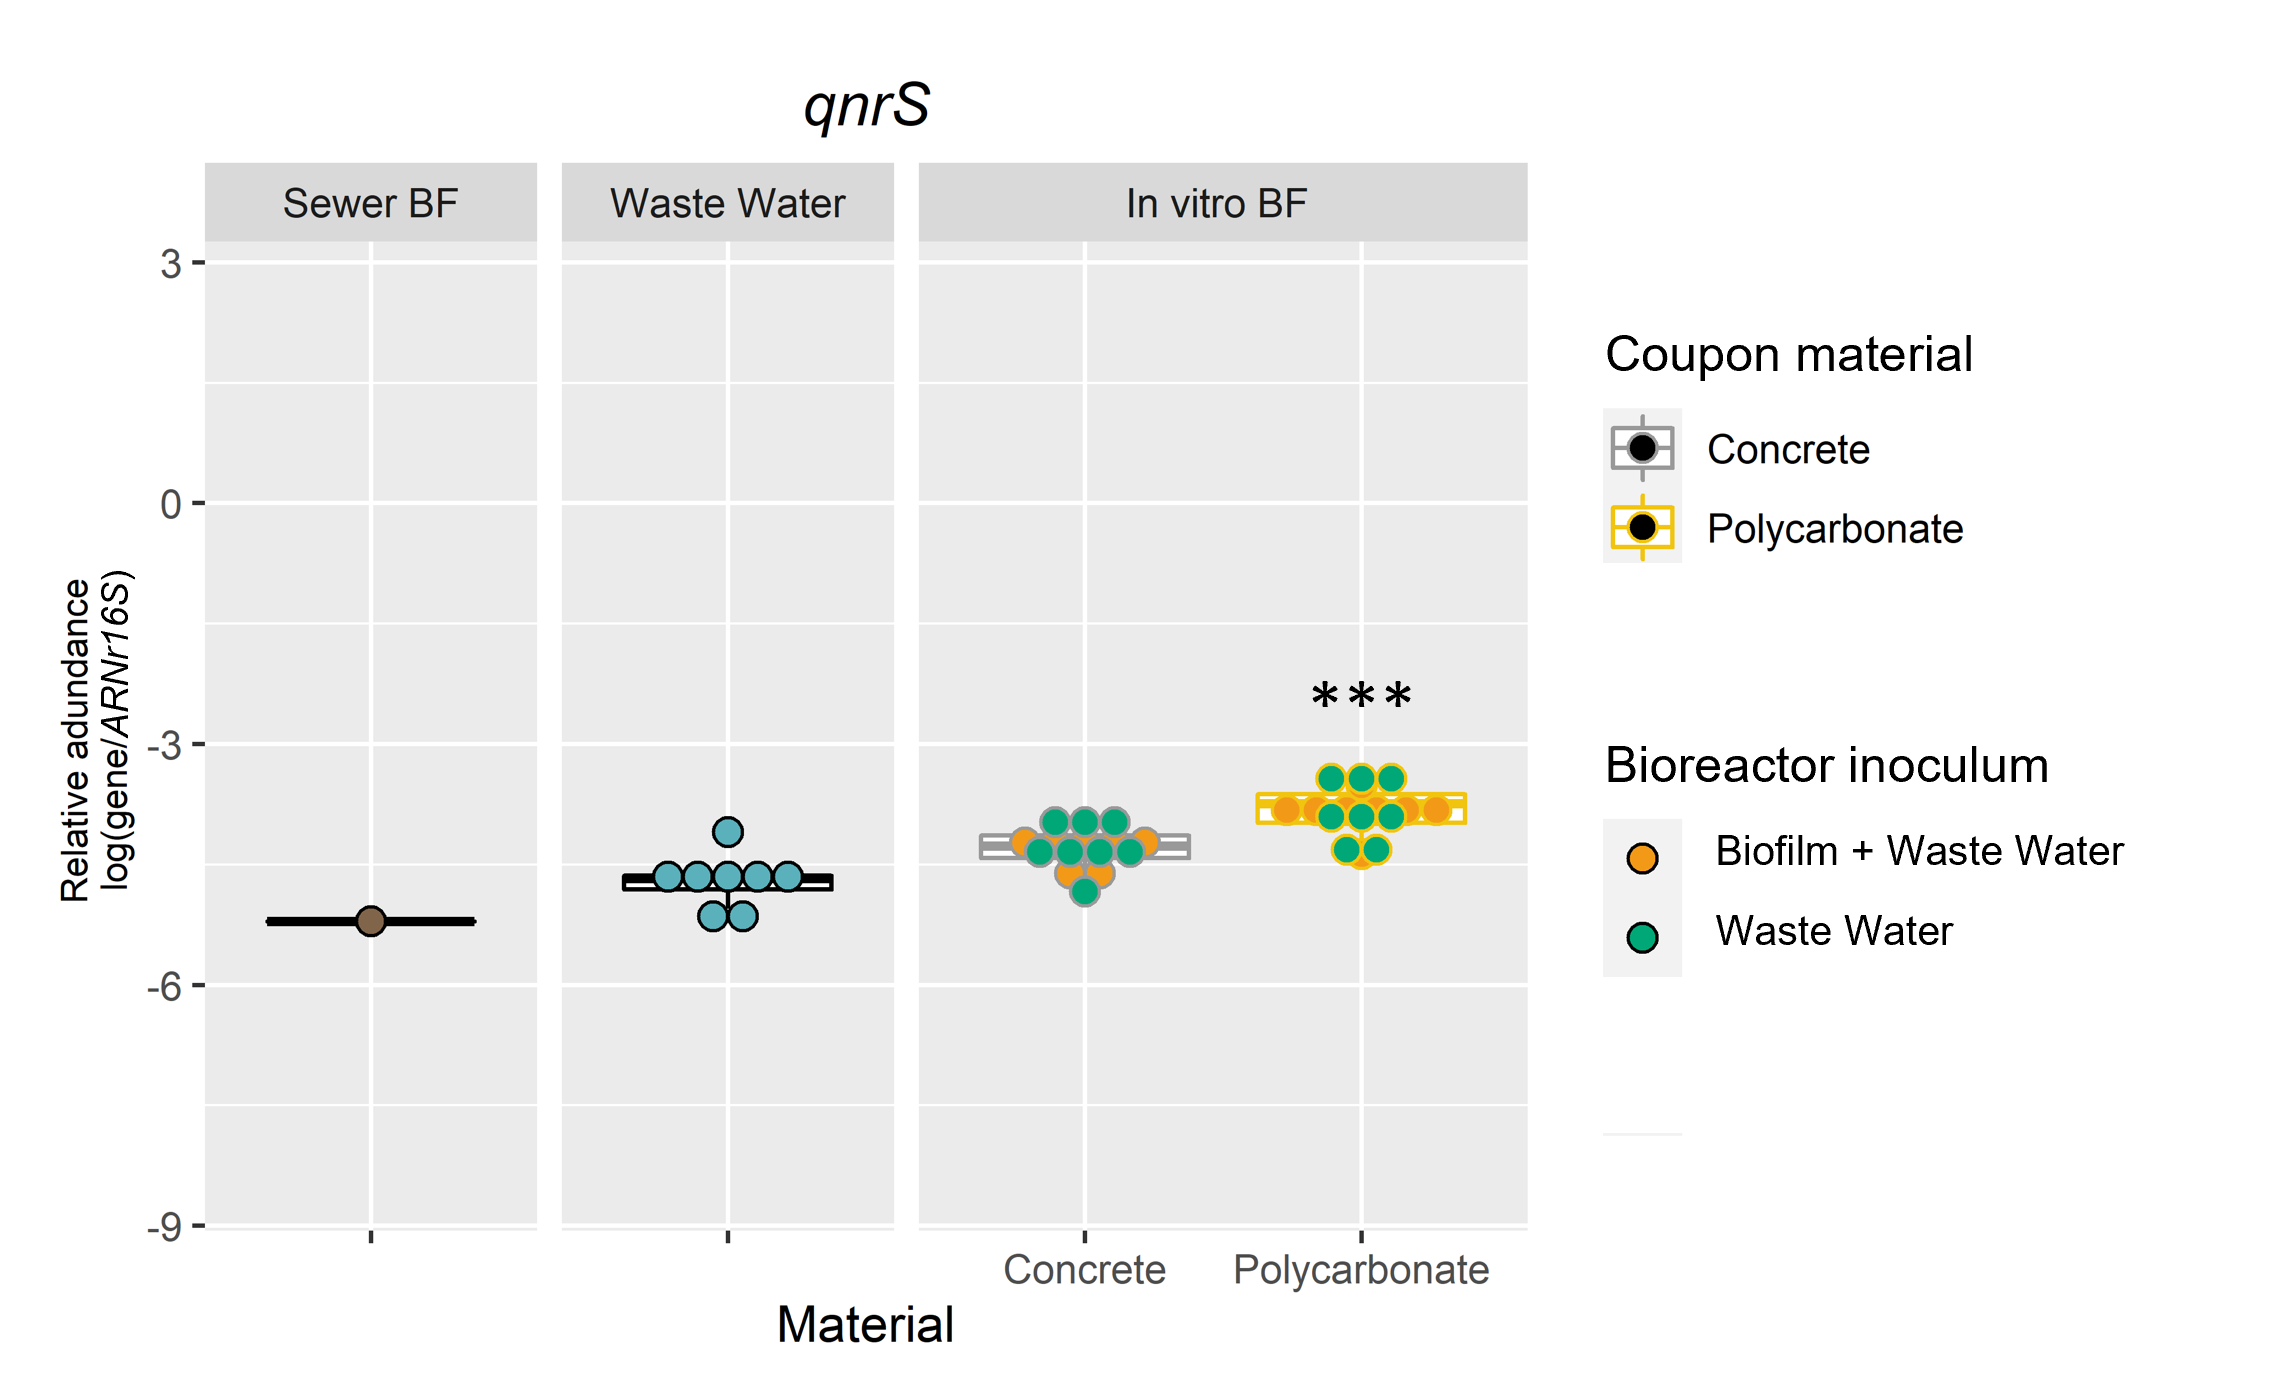 qnrS
Sewer BF
Waste Water
In vitro BF
3
0
-3
-6
-9
Relative adundance
log(gene/ARNr16S)
***
Concrete
Polycarbonate
Material
Coupon material
Concrete
Polycarbonate
Bioreactor inoculum
Biofilm + Waste Water
Waste Water